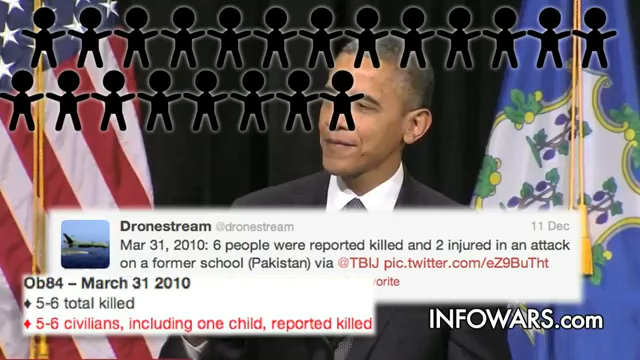 Dronestream @dronestream 11 Dec
Mar 31, 2010: 6 people were reported killed and 2 injured in an attack
on a former school (Pakistan) via @TBIJ pic.twitter.com/eZ9BuTht
Ob84 – March 31 2010
♦ 5-6 total killed
♦ 5-6 civilians, including one child, reported killed
INFOWARS.com